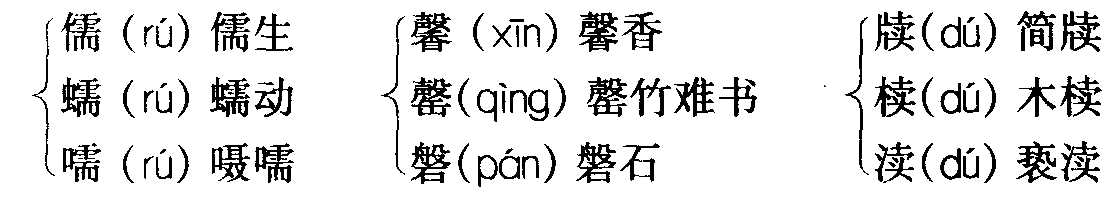 儒（rú）儒生 馨（xīn）馨香 牍(dú）简牍
蠕（rú）蠕动 罄(qìng）罄竹难书 椟(dú）木椟
嚅（rú）嗫嚅 磐(pán）磐石 渎(dú）亵渎